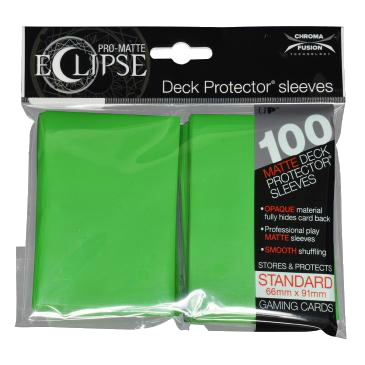 PRO-MATTE
ECLIPSE
CHROMA
FUSION
TECHNOLOGY
Deck Protector® sleeves
UP
100
MATTE DECK
PROTECTOR®
SLEEVES
• OPAQUE material
fully hides card back
• Professional play
MATTE sleeves
• SMOOTH shuffling
STORES & PROTECTS
STANDARD
66mm x 91mm
GAMING CARDS